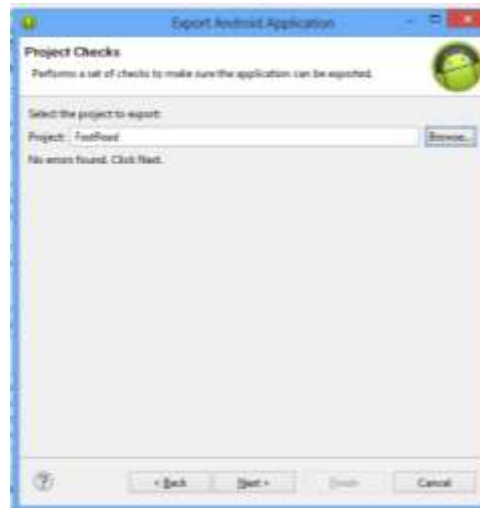 Export Android Application
Project Checks
Performs a set of checks to make sure the application can be exported.
Select the project to export:
Project: FastRead
Browse...
No errors found. Click Next.
< Back
Next >
Finish
Cancel